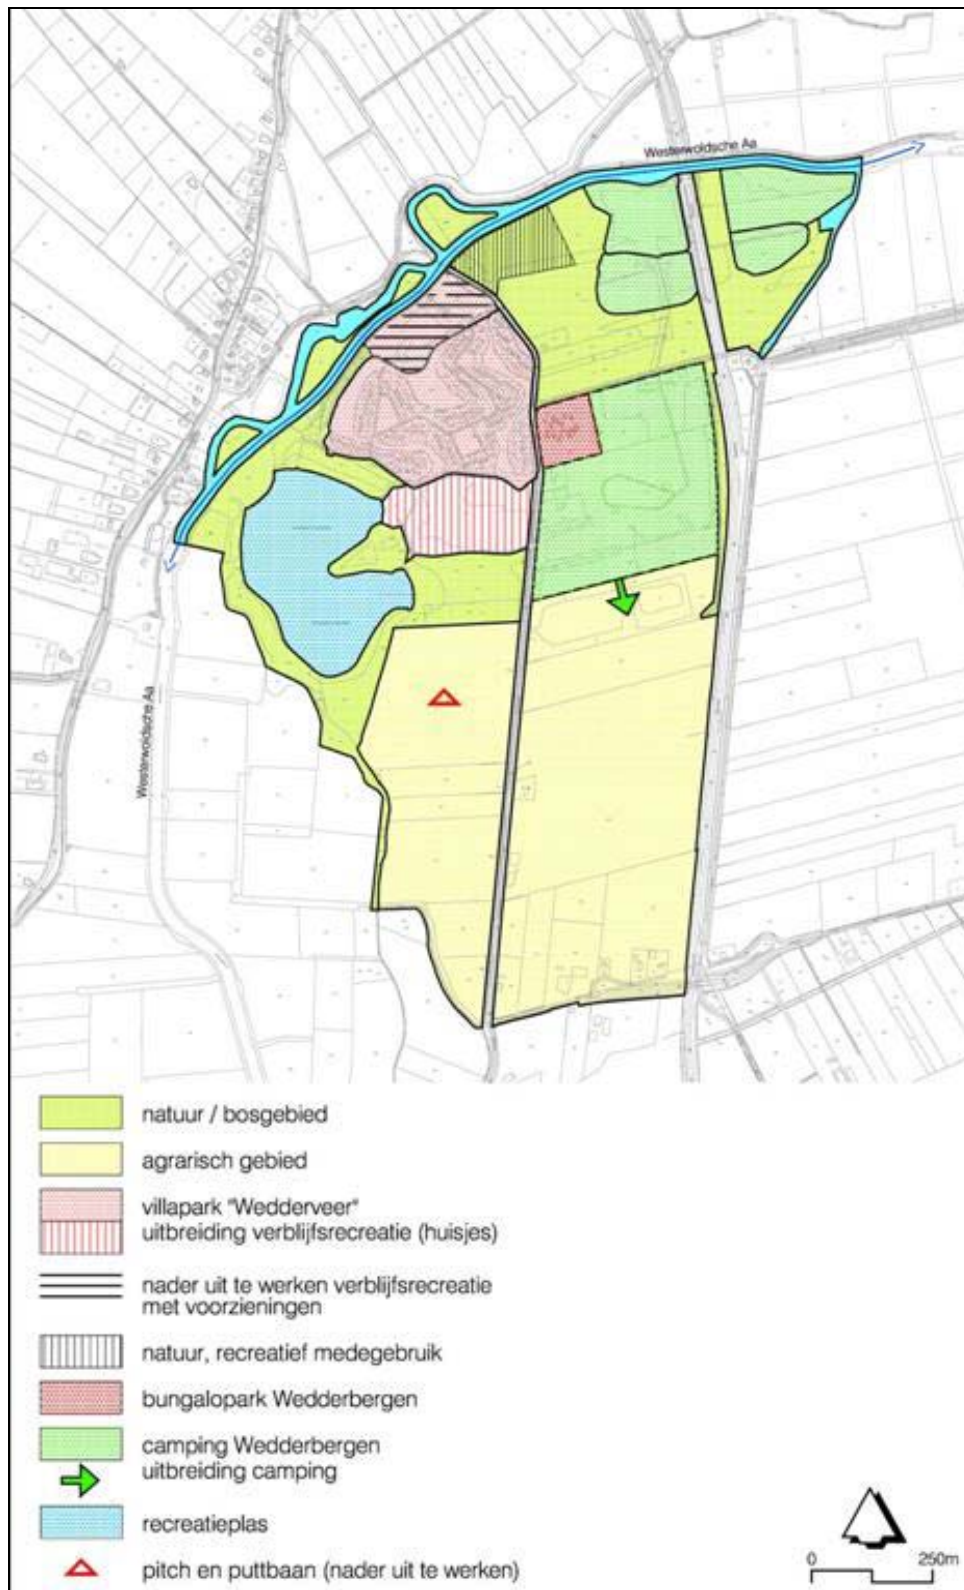 Westerwoldsche Aa
Westerwoldsche Aa
natuur / bosgebied
agrarisch gebied
villapark "Wedderveer"
uitbreiding verblijfsrecreatie (huisjes)
nader uit te werken verblijfsrecreatie
met voorzieningen
natuur, recreatief medegebruik
bungalopark Wedderbergen
camping Wedderbergen
uitbreiding camping
recreatieplas
pitch en puttbaan (nader uit te werken)
0 250m